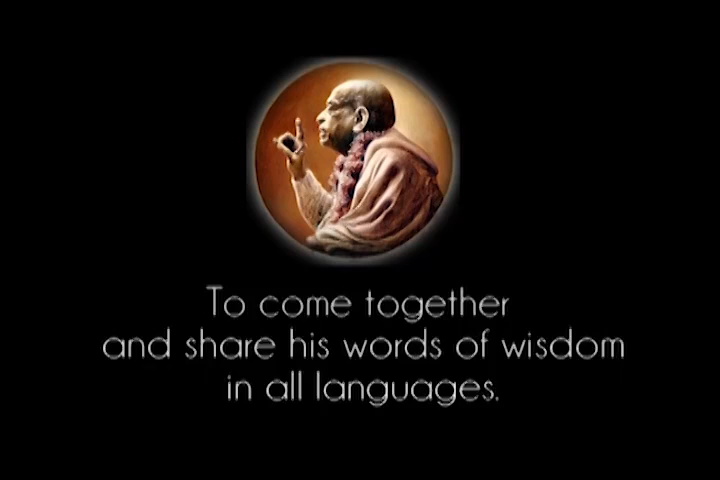 To come together
and share his words of wisdom
in all languages.